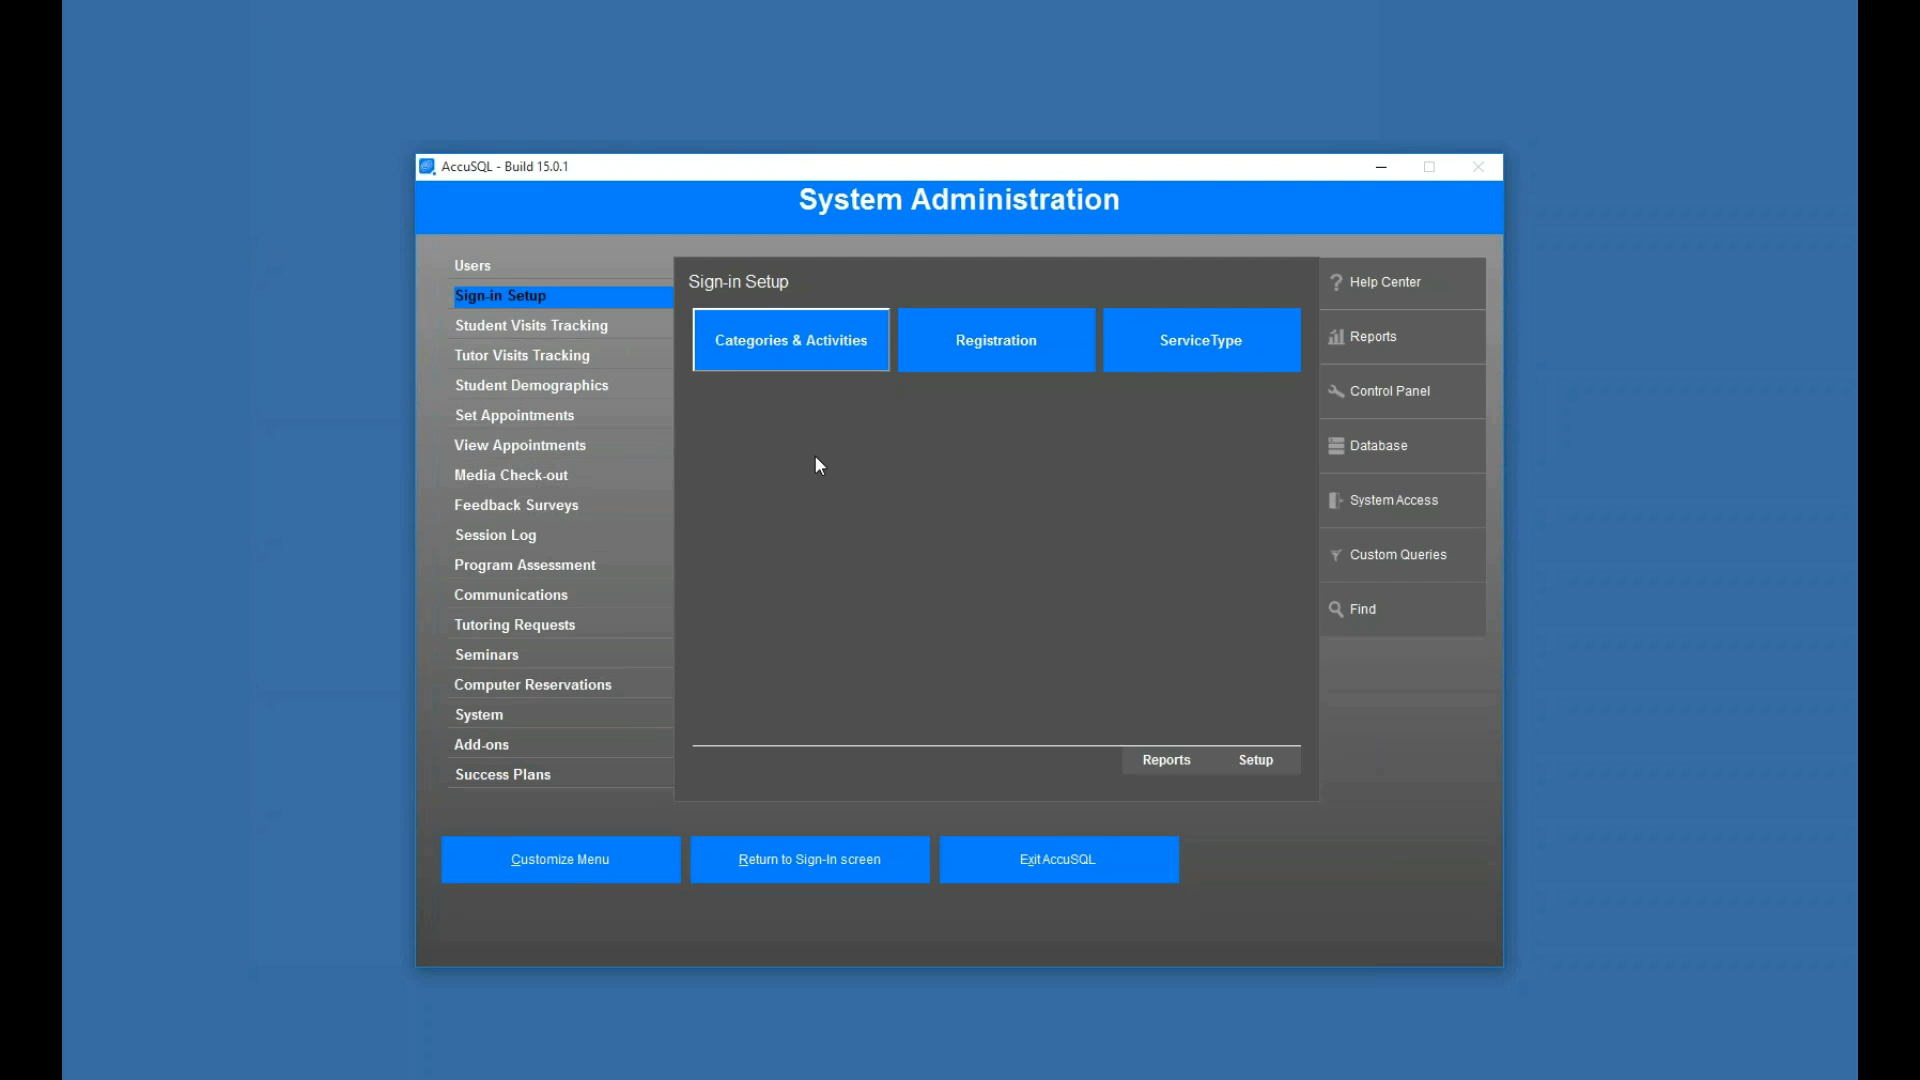 AccuSQL - Build 15.0.1
System Administration
Users
Sign-in Setup
Student Visits Tracking
Tutor Visits Tracking
Student Demographics
Set Appointments
View Appointments
Media Check-out
Feedback Surveys
Session Log
Program Assessment
Communications
Tutoring Requests
Seminars
Computer Reservations
System
Add-ons
Success Plans
Sign-in Setup
Categories & Activities
Registration
ServiceType
Reports
Setup
Help Center
Reports
Control Panel
Database
System Access
Custom Queries
Find
Customize Menu
Return to Sign-In screen
Exit AccuSQL